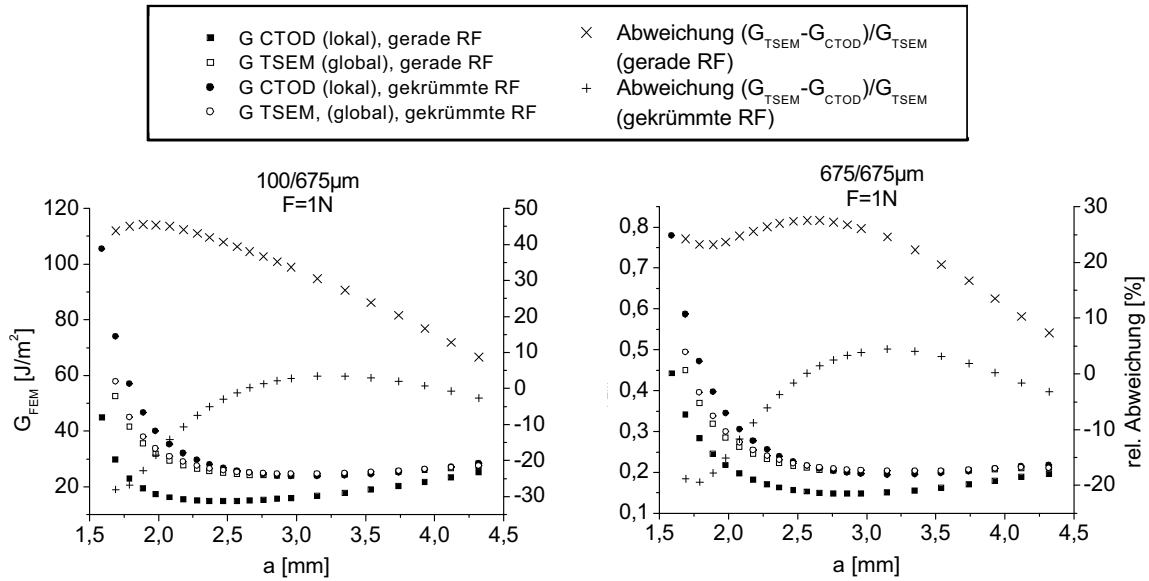 G CTOD (lokal), gerade RF
G TSEM (global), gerade RF
G CTOD (lokal), gekrümmte RF
G TSEM, (global), gekrümmte RF
Abweichung (G_TSEM-G_CTOD)/G_TSEM
(gerade RF)
Abweichung (G_TSEM-G_CTOD)/G_TSEM
(gekrümmte RF)
100/675µm
F=1N
G_FEM [J/m²]
120
100
80
60
40
20
50
40
30
20
10
0
-10
-20
-30
1,5 2,0 2,5 3,0 3,5 4,0 4,5
a [mm]
675/675µm
F=1N
0,8
0,7
0,6
0,5
0,4
0,3
0,2
0,1
30
20
10
0
-10
-20
rel. Abweichung [%]
1,5 2,0 2,5 3,0 3,5 4,0 4,5
a [mm]